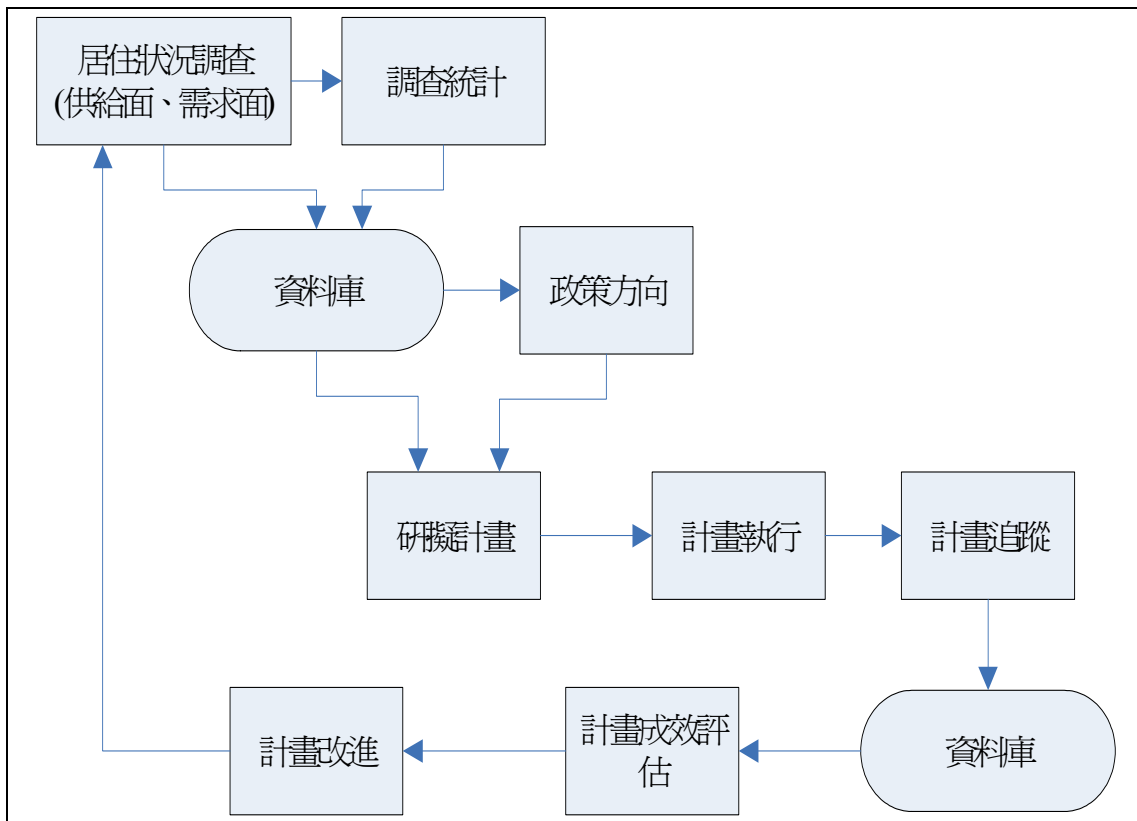 居住狀況調查
(供給面、需求面)
調查統計
資料庫
政策方向
研擬計畫
計畫執行
計畫追蹤
計畫改進
計畫成效評
估
資料庫